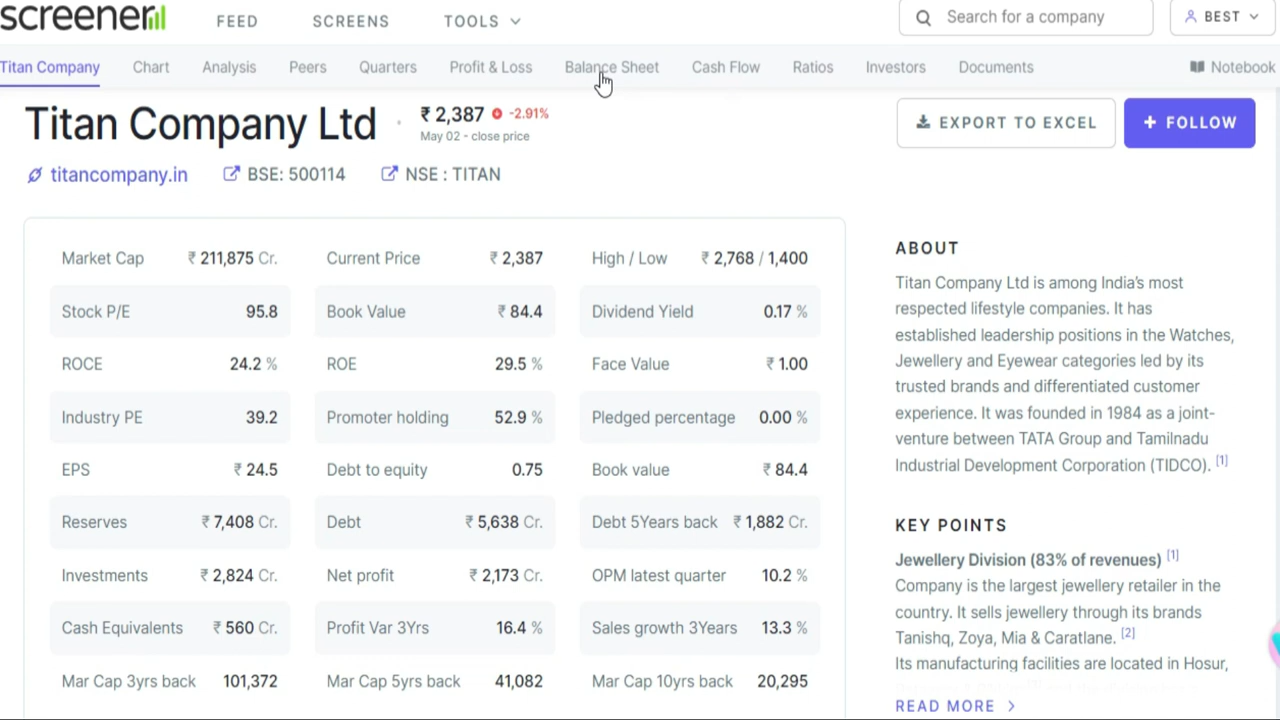 screener
FEED SCREENS TOOLS
Search for a company
BEST
Titan Company Chart Analysis Peers Quarters Profit & Loss Balance Sheet Cash Flow Ratios Investors Documents Notebook
Titan Company Ltd
₹ 2,387 -2.91%
May 02 - close price
EXPORT TO EXCEL
+ FOLLOW
titancompany.in BSE: 500114 NSE : TITAN
Market Cap ₹ 211,875 Cr. Current Price ₹ 2,387 High / Low ₹ 2,768 / 1,400
Stock P/E 95.8 Book Value ₹ 84.4 Dividend Yield 0.17 %
ROCE 24.2 % ROE 29.5 % Face Value ₹ 1.00
Industry PE 39.2 Promoter holding 52.9 % Pledged percentage 0.00 %
EPS ₹ 24.5 Debt to equity 0.75 Book value ₹ 84.4
Reserves ₹ 7,408 Cr. Debt ₹ 5,638 Cr. Debt 5Years back ₹ 1,882 Cr.
Investments ₹ 2,824 Cr. Net profit ₹ 2,173 Cr. OPM latest quarter 10.2 %
Cash Equivalents ₹ 560 Cr. Profit Var 3Yrs 16.4 % Sales growth 3Years 13.3 %
Mar Cap 3yrs back 101,372 Mar Cap 5yrs back 41,082 Mar Cap 10yrs back 20,295
ABOUT
Titan Company Ltd is among India's most
respected lifestyle companies. It has
established leadership positions in the Watches,
Jewellery and Eyewear categories led by its
trusted brands and differentiated customer
experience. It was founded in 1984 as a joint-
venture between TATA Group and Tamilnadu
Industrial Development Corporation (TIDCO). [1]
KEY POINTS
Jewellery Division (83% of revenues) [1]
Company is the largest jewellery retailer in the
country. It sells jewellery through its brands
Tanishq, Zoya, Mia & Caratlane. [2]
Its manufacturing facilities are located in Hosur,
READ MORE